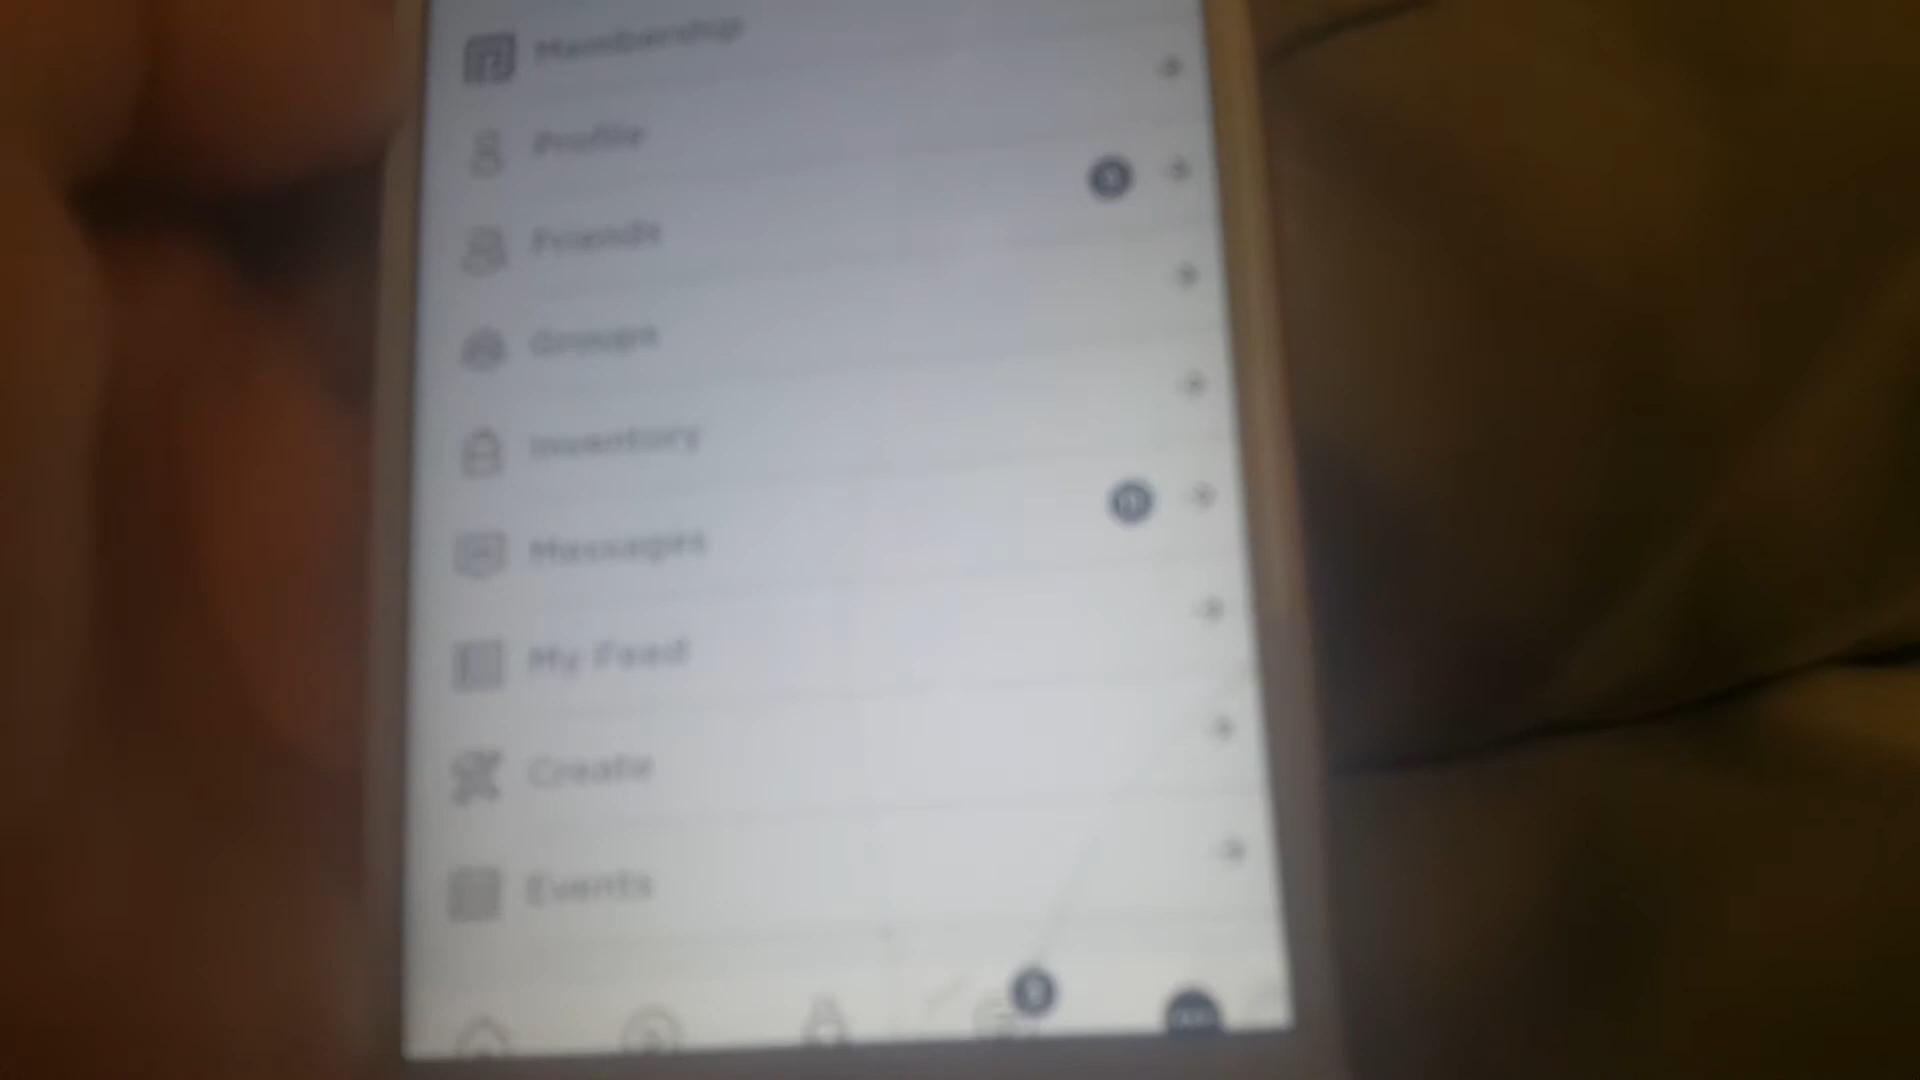 Membership
Profile
Friends
Groups
Inventory
Messages
My Feed
Create
Events